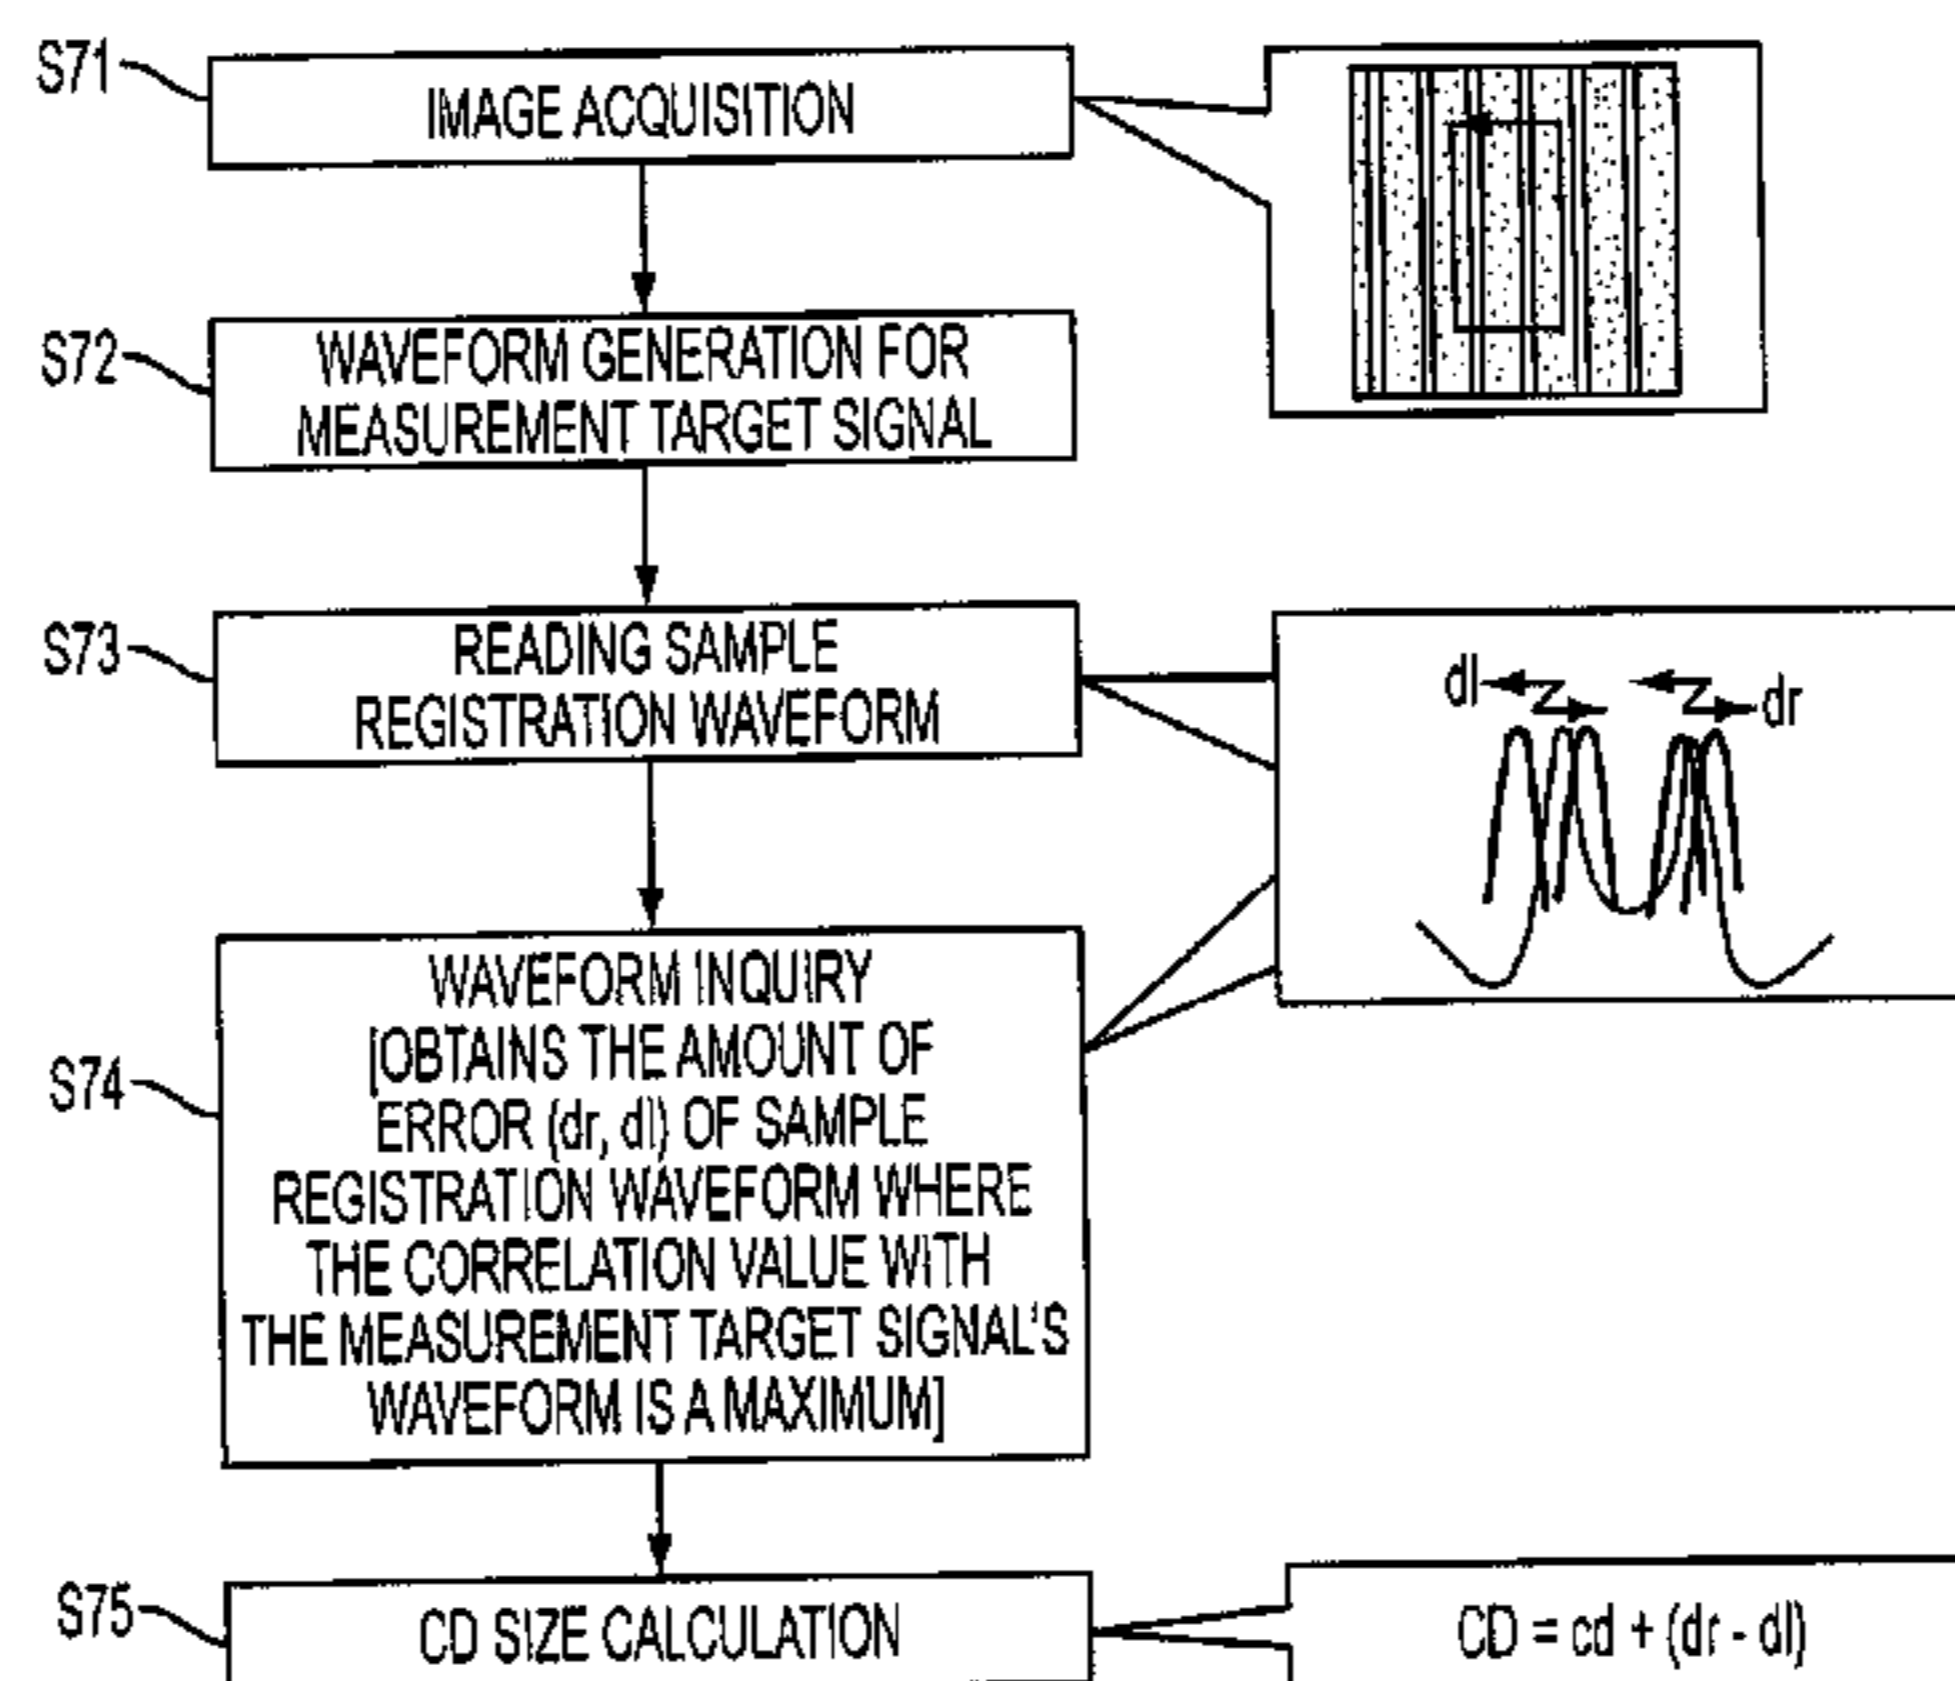 S71
IMAGE ACQUISITION
S72
WAVEFORM GENERATION FOR
MEASUREMENT TARGET SIGNAL
S73
READING SAMPLE
REGISTRATION WAVEFORM
dl
dr
S74
WAVEFORM INQUIRY
[OBTAINS THE AMOUNT OF
ERROR (dr, dl) OF SAMPLE
REGISTRATION WAVEFORM WHERE
THE CORRELATION VALUE WITH
THE MEASUREMENT TARGET SIGNAL'S
WAVEFORM IS A MAXIMUM]
S75
CD SIZE CALCULATION
CD = cd + (dr - dl)